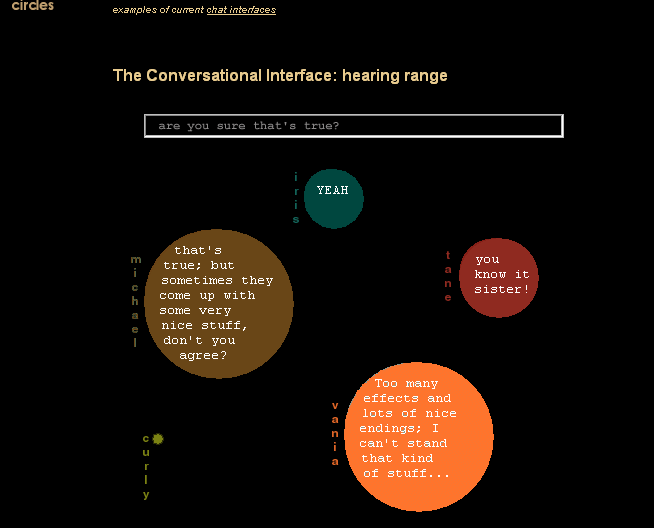 circles
examples of current chat interfaces
The Conversational Interface: hearing range
are you sure that's true?
iris
YEAH
michael
that's
true; but
sometimes they
come up with
some very
nice stuff,
don't you
agree?
tane
you
know it
sister!
vania
Too many
effects and
lots of nice
endings; I
can't stand
that kind
of stuff...
curly